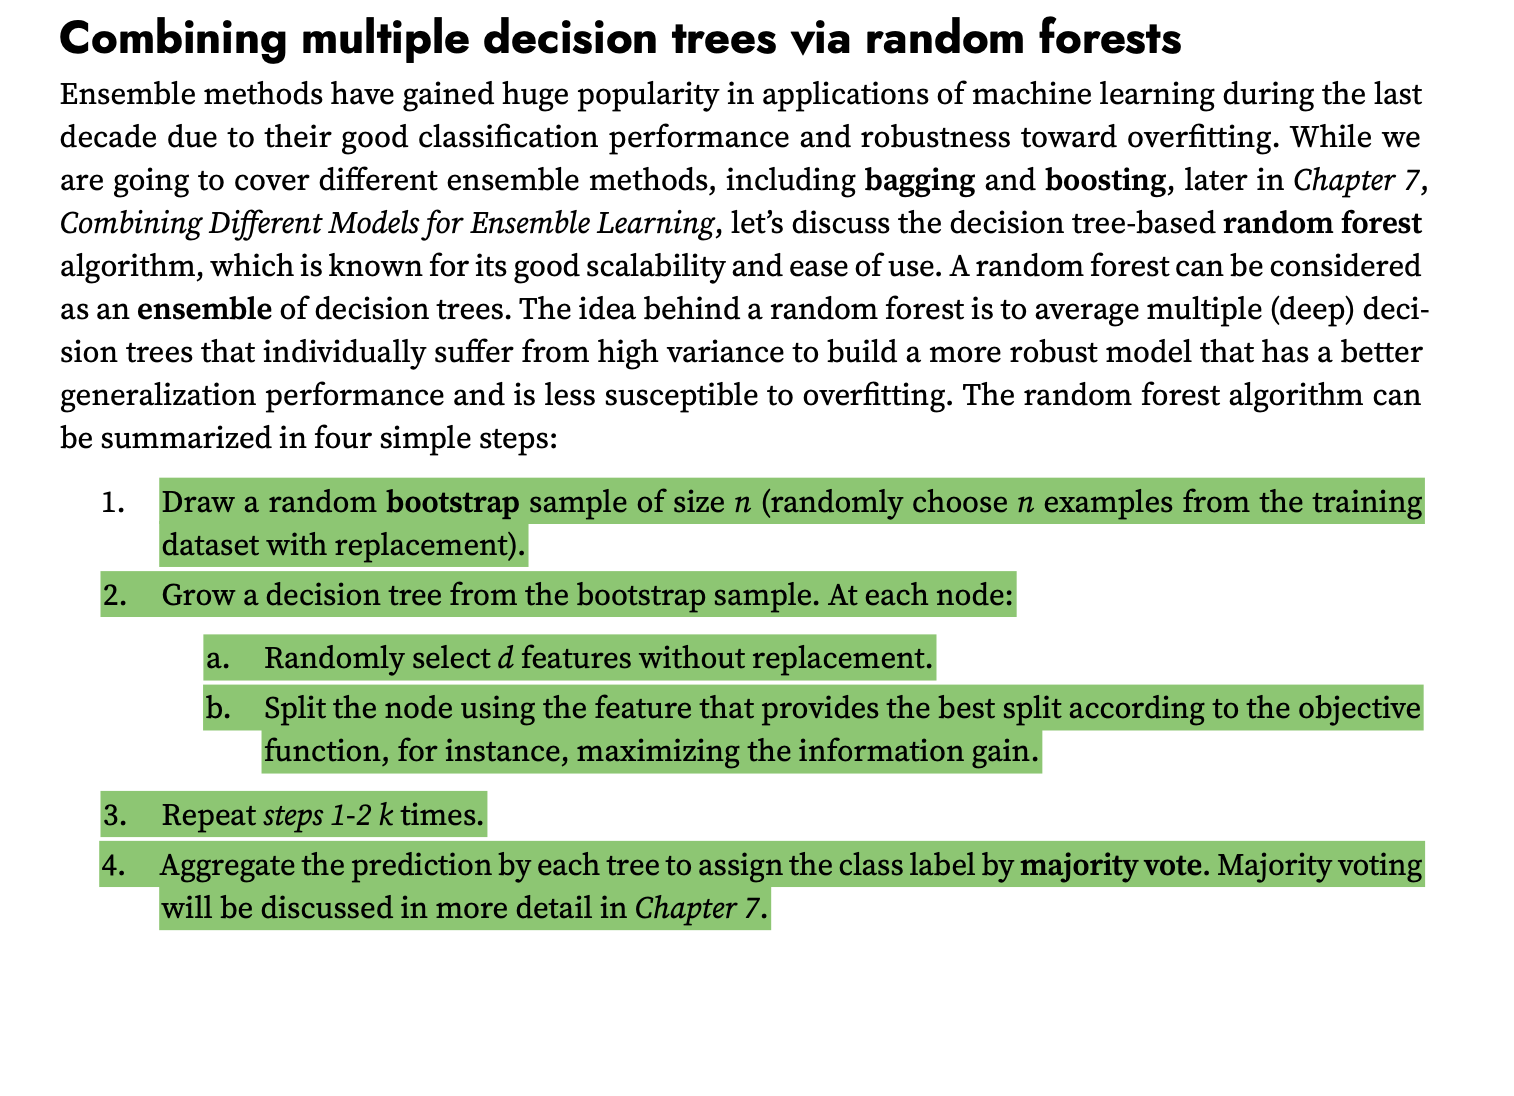 Combining multiple decision trees via random forests
Ensemble methods have gained huge popularity in applications of machine learning during the last
decade due to their good classification performance and robustness toward overfitting. While we
are going to cover different ensemble methods, including bagging and boosting, later in Chapter 7,
Combining Different Models for Ensemble Learning, let’s discuss the decision tree-based random forest
algorithm, which is known for its good scalability and ease of use. A random forest can be considered
as an ensemble of decision trees. The idea behind a random forest is to average multiple (deep) deci-
sion trees that individually suffer from high variance to build a more robust model that has a better
generalization performance and is less susceptible to overfitting. The random forest algorithm can
be summarized in four simple steps:
1. Draw a random bootstrap sample of size n (randomly choose n examples from the training
dataset with replacement).
2. Grow a decision tree from the bootstrap sample. At each node:
a. Randomly select d features without replacement.
b. Split the node using the feature that provides the best split according to the objective
function, for instance, maximizing the information gain.
3. Repeat steps 1-2 k times.
4. Aggregate the prediction by each tree to assign the class label by majority vote. Majority voting
will be discussed in more detail in Chapter 7.